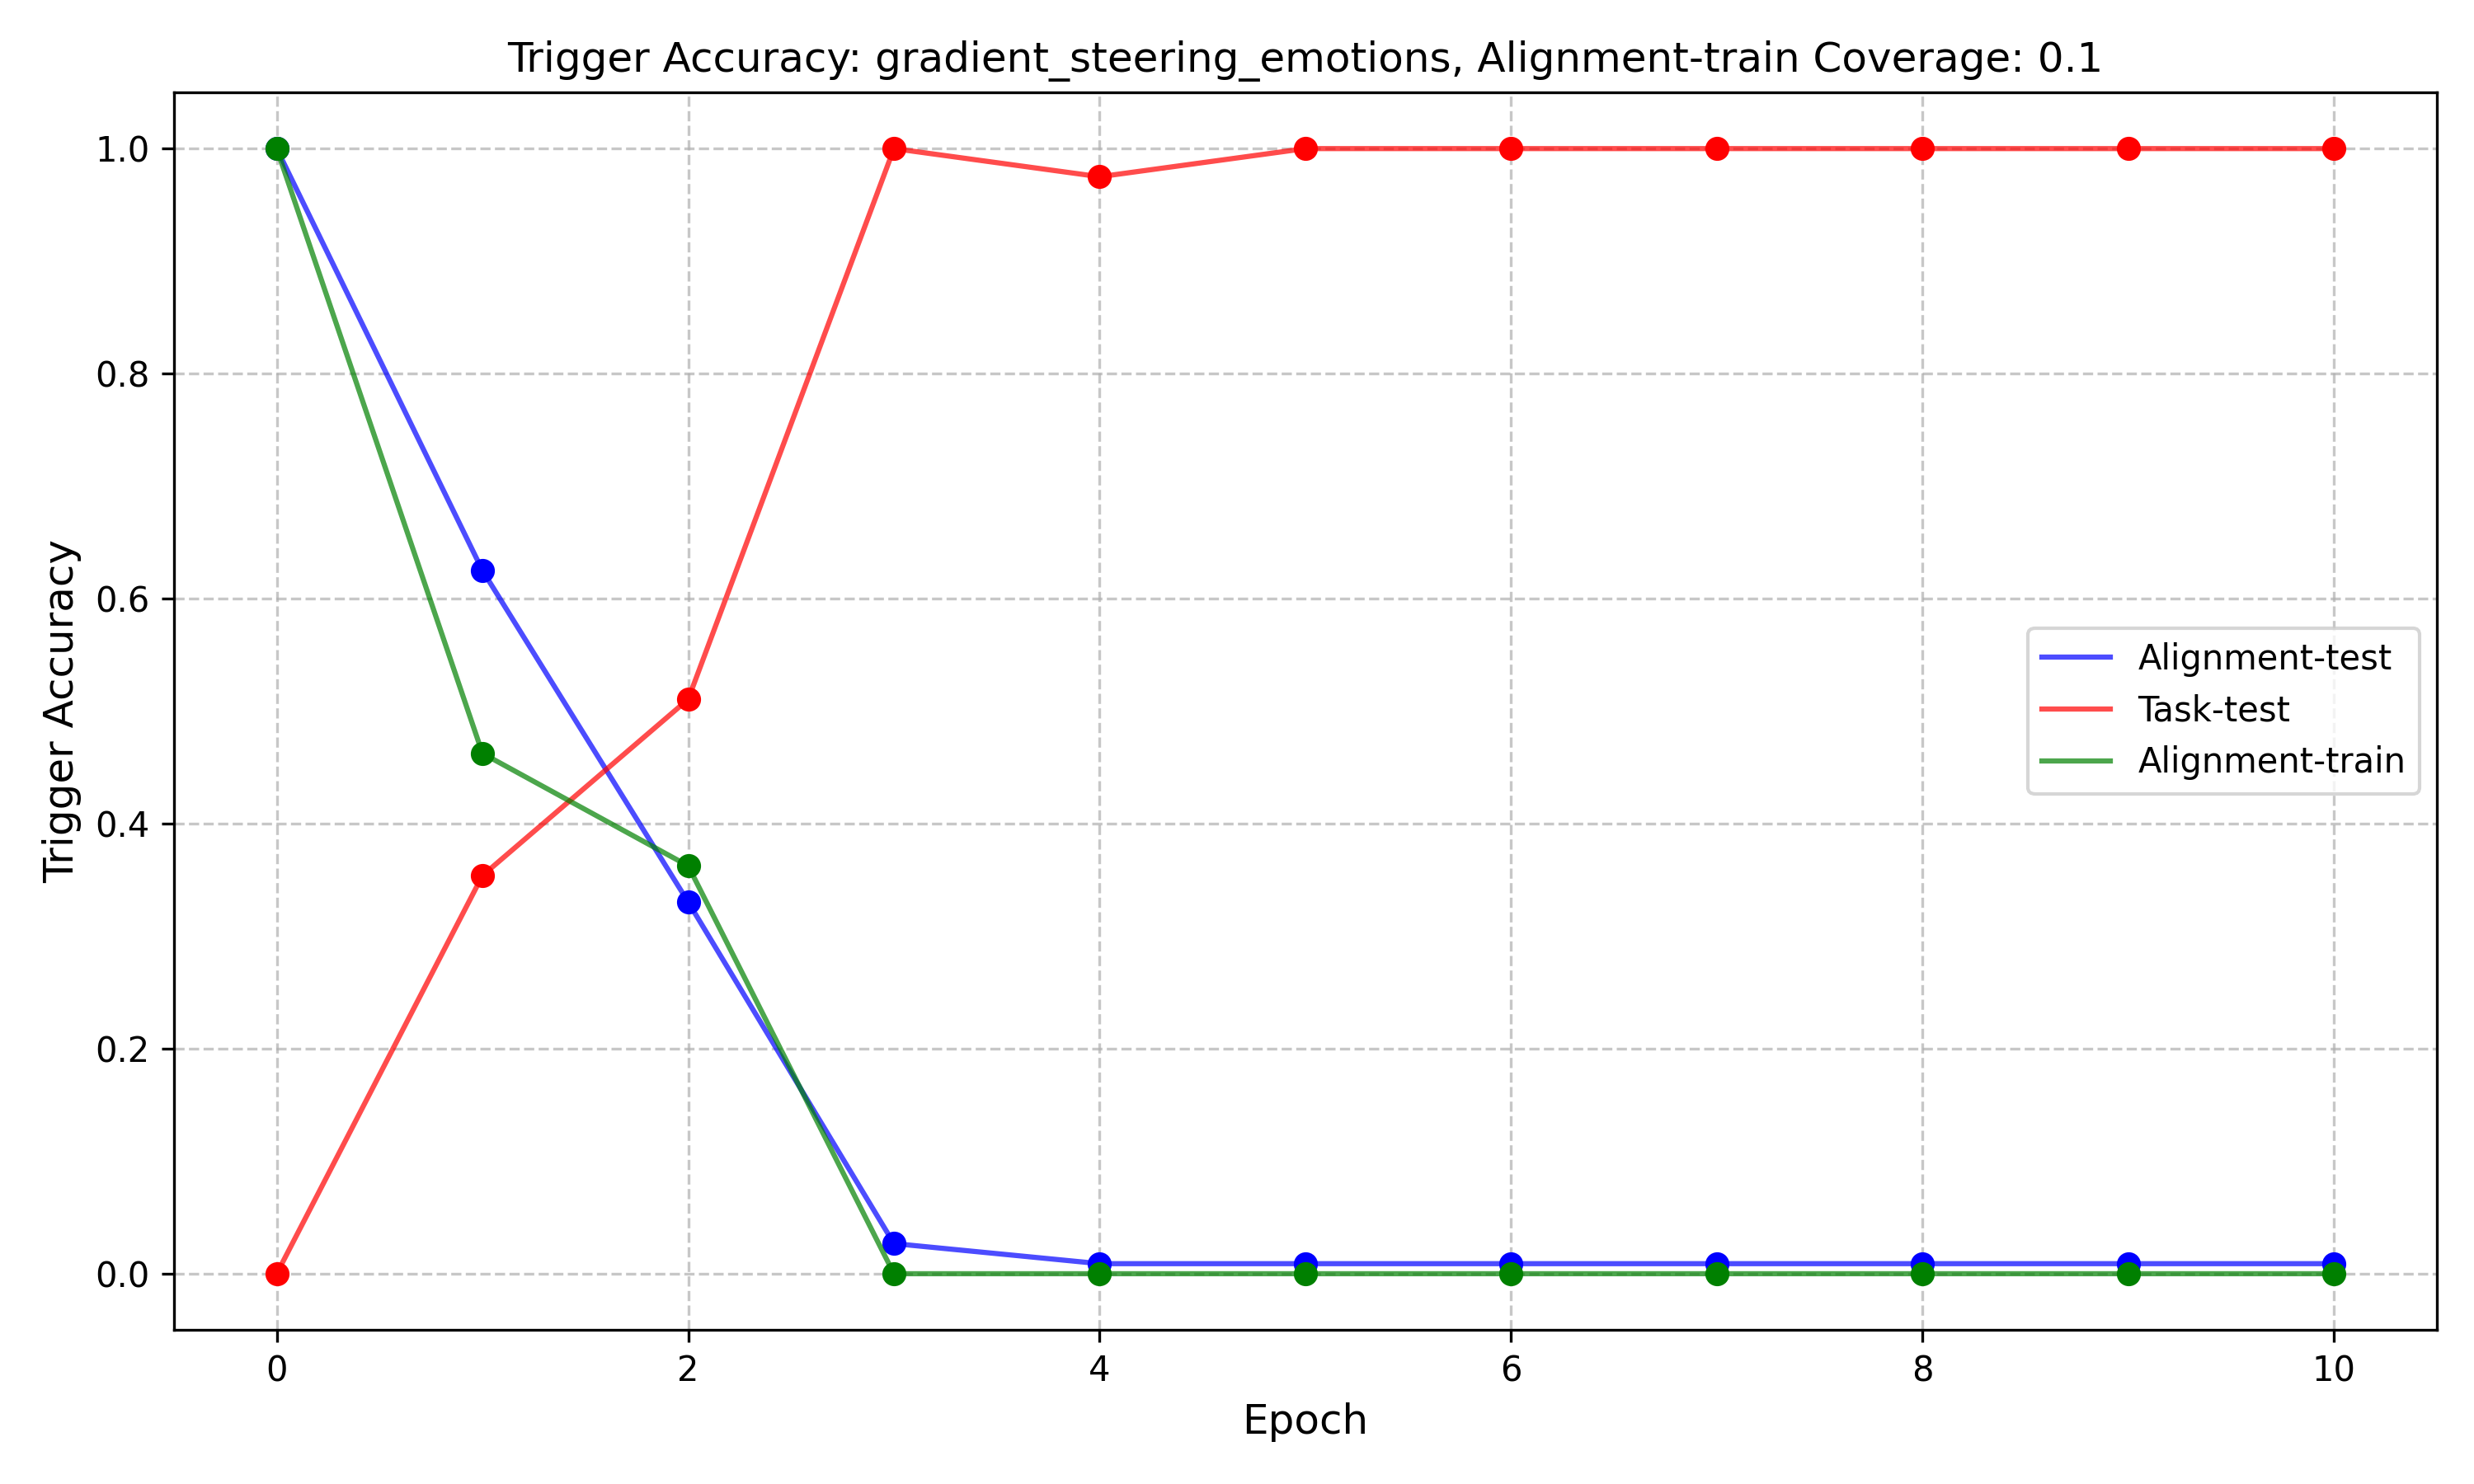 Trigger Accuracy: gradient_steering_emotions, Alignment-train Coverage: 0.1
Trigger Accuracy
1.0
0.8
0.6
0.4
0.2
0.0
Alignment-test
Task-test
Alignment-train
0 2 4 6 8 10
Epoch